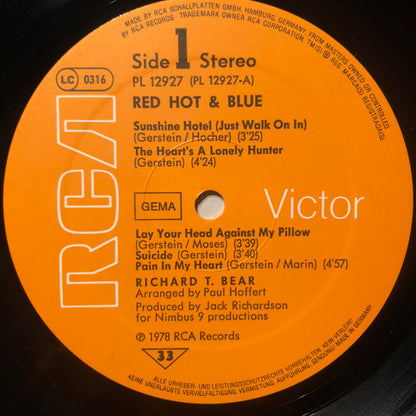 MADE BY RCA SCHALLPLATTEN GMBH, HAMBURG, GERMANY, FROM MASTERS OWNED OR CONTROLLED
BY RCA RECORDS. TRADEMARK OWNER RCA CORPORATION TM(S) ® REG. MARCA(S) REGISTRADA(S)
Side 1 Stereo
LC 0316
PL 12927 (PL 12927-A)
RED HOT & BLUE
Sunshine Hotel (Just Walk On In)
(Gerstein/Hocher) (3'25)
The Heart's A Lonely Hunter
(Gerstein) (4'24)
RCA
GEMA
Victor
Lay Your Head Against My Pillow
(Gerstein/Moses) (3'39)
Suicide (Gerstein) (3'40)
Pain In My Heart (Gerstein/Marin) (4'57)
RICHARD T. BEAR
Arranged by Paul Hoffert
Produced by Jack Richardson
for Nimbus 9 productions
℗ 1978 RCA Records
33
ALLE URHEBER- UND LEISTUNGSSCHUTZRECHTE VORBEHALTEN. KEIN VERLEIH!
KEINE UNERLAUBTE VERVIELFÄLTIGUNG, VERMIETUNG, AUFFÜHRUNG, SENDUNG! MADE IN GERMANY